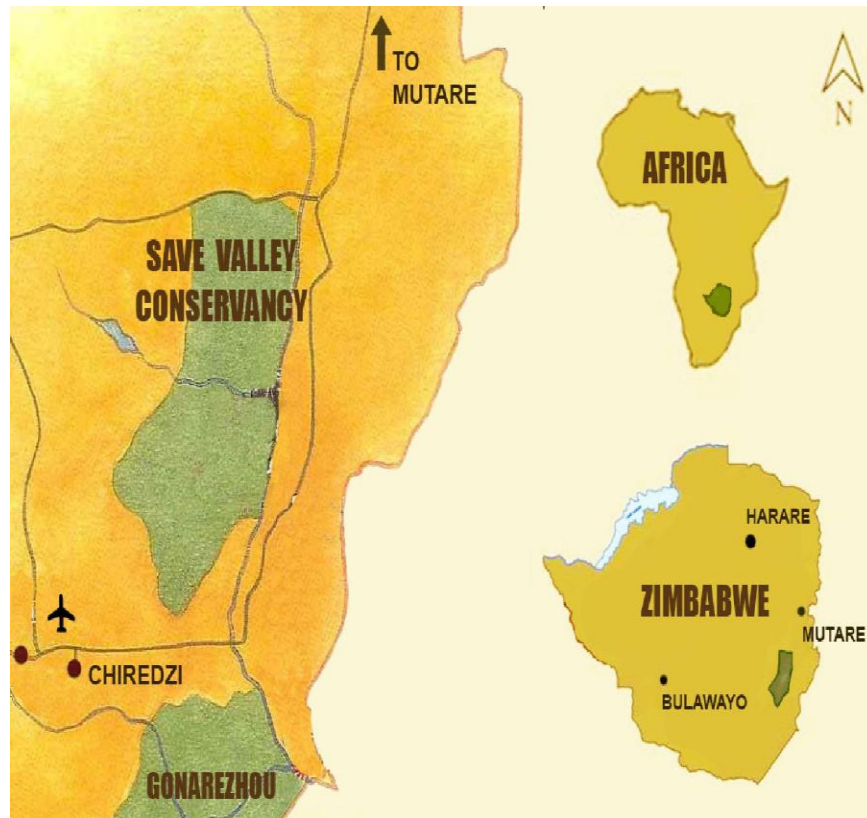 TO
MUTARE
SAVE VALLEY
CONSERVANCY
CHIREDZI
GONAREZHOU
N
AFRICA
HARARE
ZIMBABWE
MUTARE
BULAWAYO